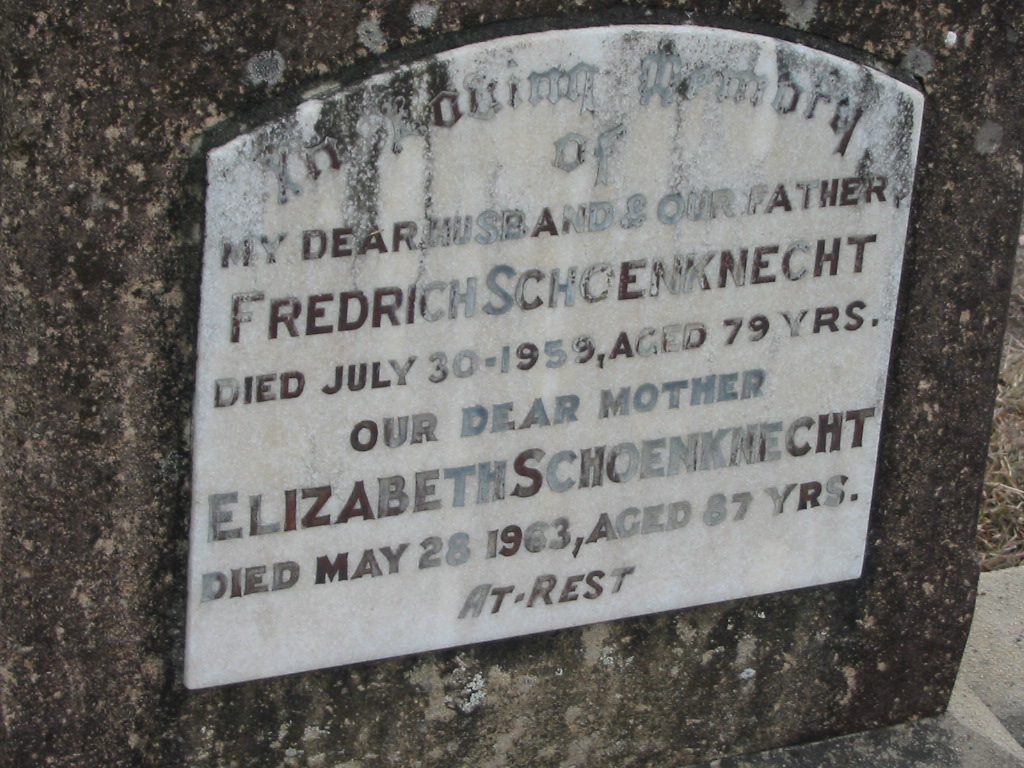 In Loving Memory
of
MY DEAR HUSBAND & OUR FATHER,
FREDRICH SCHOENKNECHT
DIED JULY 30-1959, AGED 79 YRS.
OUR DEAR MOTHER
ELIZABETH SCHOENKNECHT
DIED MAY 28 1963, AGED 87 YRS.
AT-REST